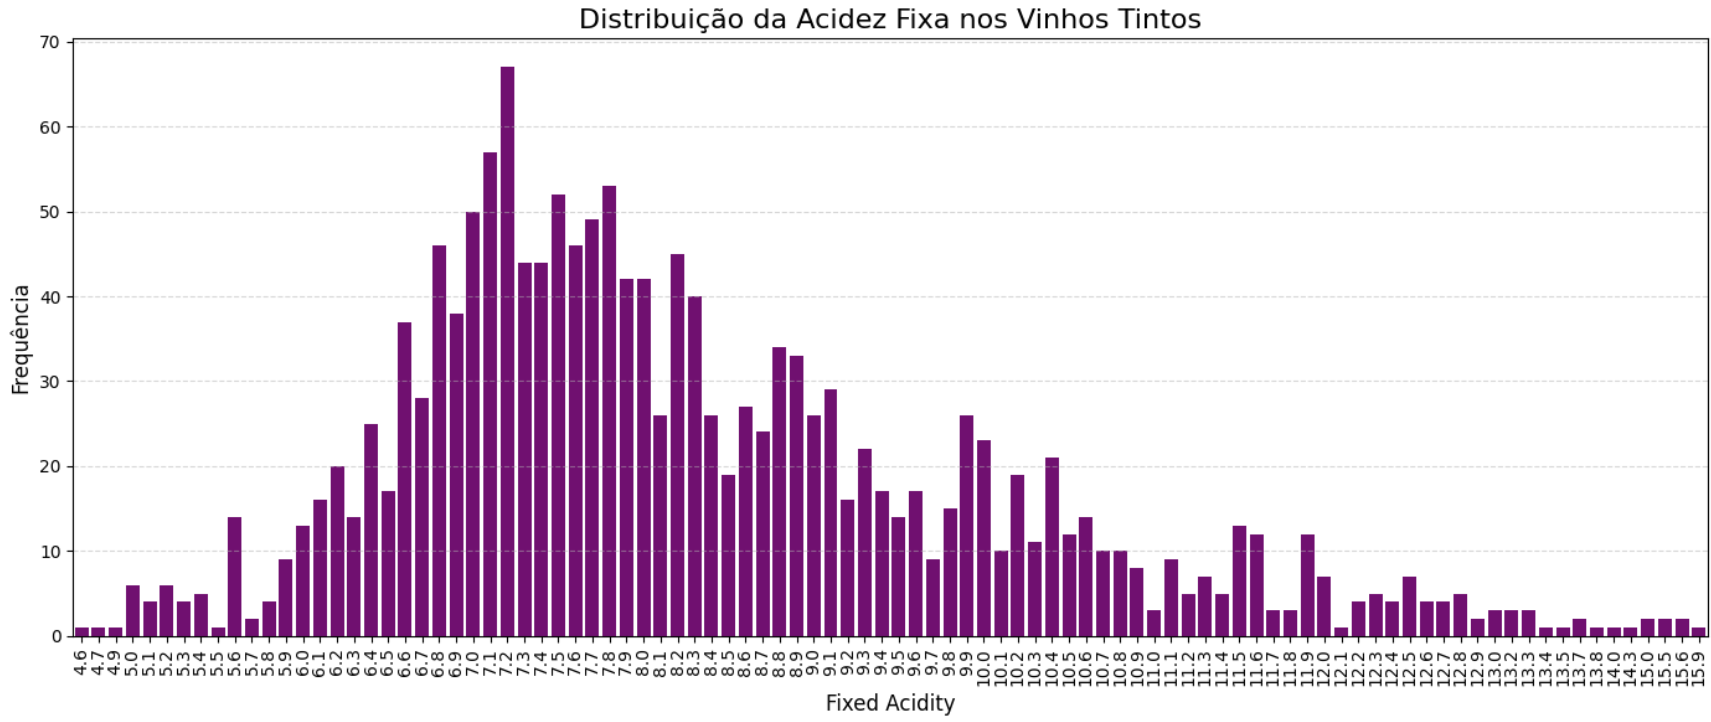 Distribuição da Acidez Fixa nos Vinhos Tintos
70
60
50
40
30
20
10
0
Frequência
4.6 4.7 4.9 5.0 5.1 5.2 5.3 5.4 5.5 5.6 5.7 5.8 5.9 6.0 6.1 6.2 6.3 6.4 6.5 6.6 6.7 6.8 6.9 7.0 7.1 7.2 7.3 7.4 7.5 7.6 7.7 7.8 7.9 8.0 8.1 8.2 8.3 8.4 8.5 8.6 8.7 8.8 8.9 9.0 9.1 9.2 9.3 9.4 9.5 9.6 9.7 9.8 9.9 10.0 10.1 10.2 10.3 10.4 10.5 10.6 10.7 10.8 10.9 11.0 11.1 11.2 11.3 11.4 11.5 11.6 11.7 11.8 11.9 12.0 12.1 12.2 12.3 12.4 12.5 12.6 12.7 12.8 12.9 13.0 13.2 13.3 13.4 13.5 13.7 13.8 14.0 14.3 15.0 15.5 15.6 15.9
Fixed Acidity